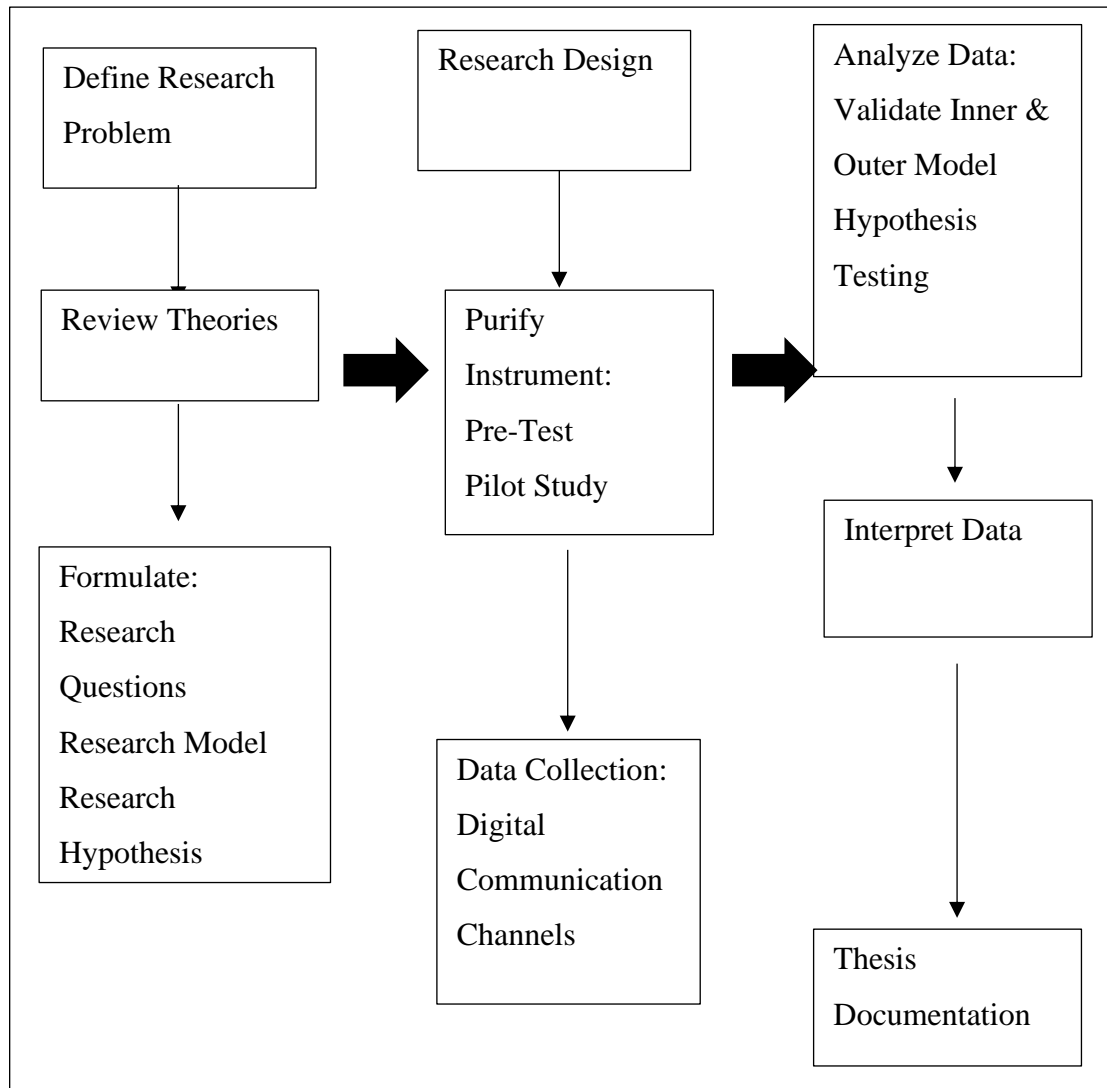 Define Research
Problem
Review Theories
Formulate:
Research
Questions
Research Model
Research
Hypothesis
Research Design
Purify
Instrument:
Pre-Test
Pilot Study
Data Collection:
Digital
Communication
Channels
Analyze Data:
Validate Inner &
Outer Model
Hypothesis
Testing
Interpret Data
Thesis
Documentation